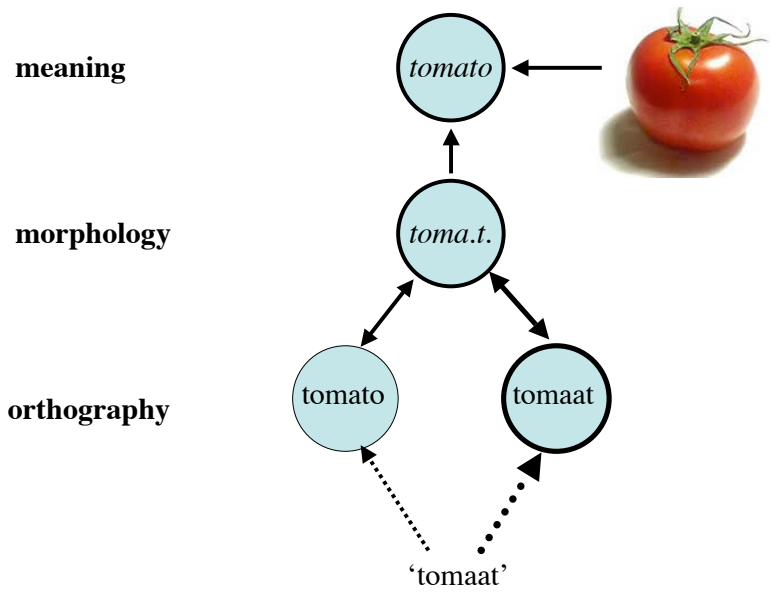 meaning
tomato
morphology
toma.t.
orthography
tomato
tomaat
‘tomaat’